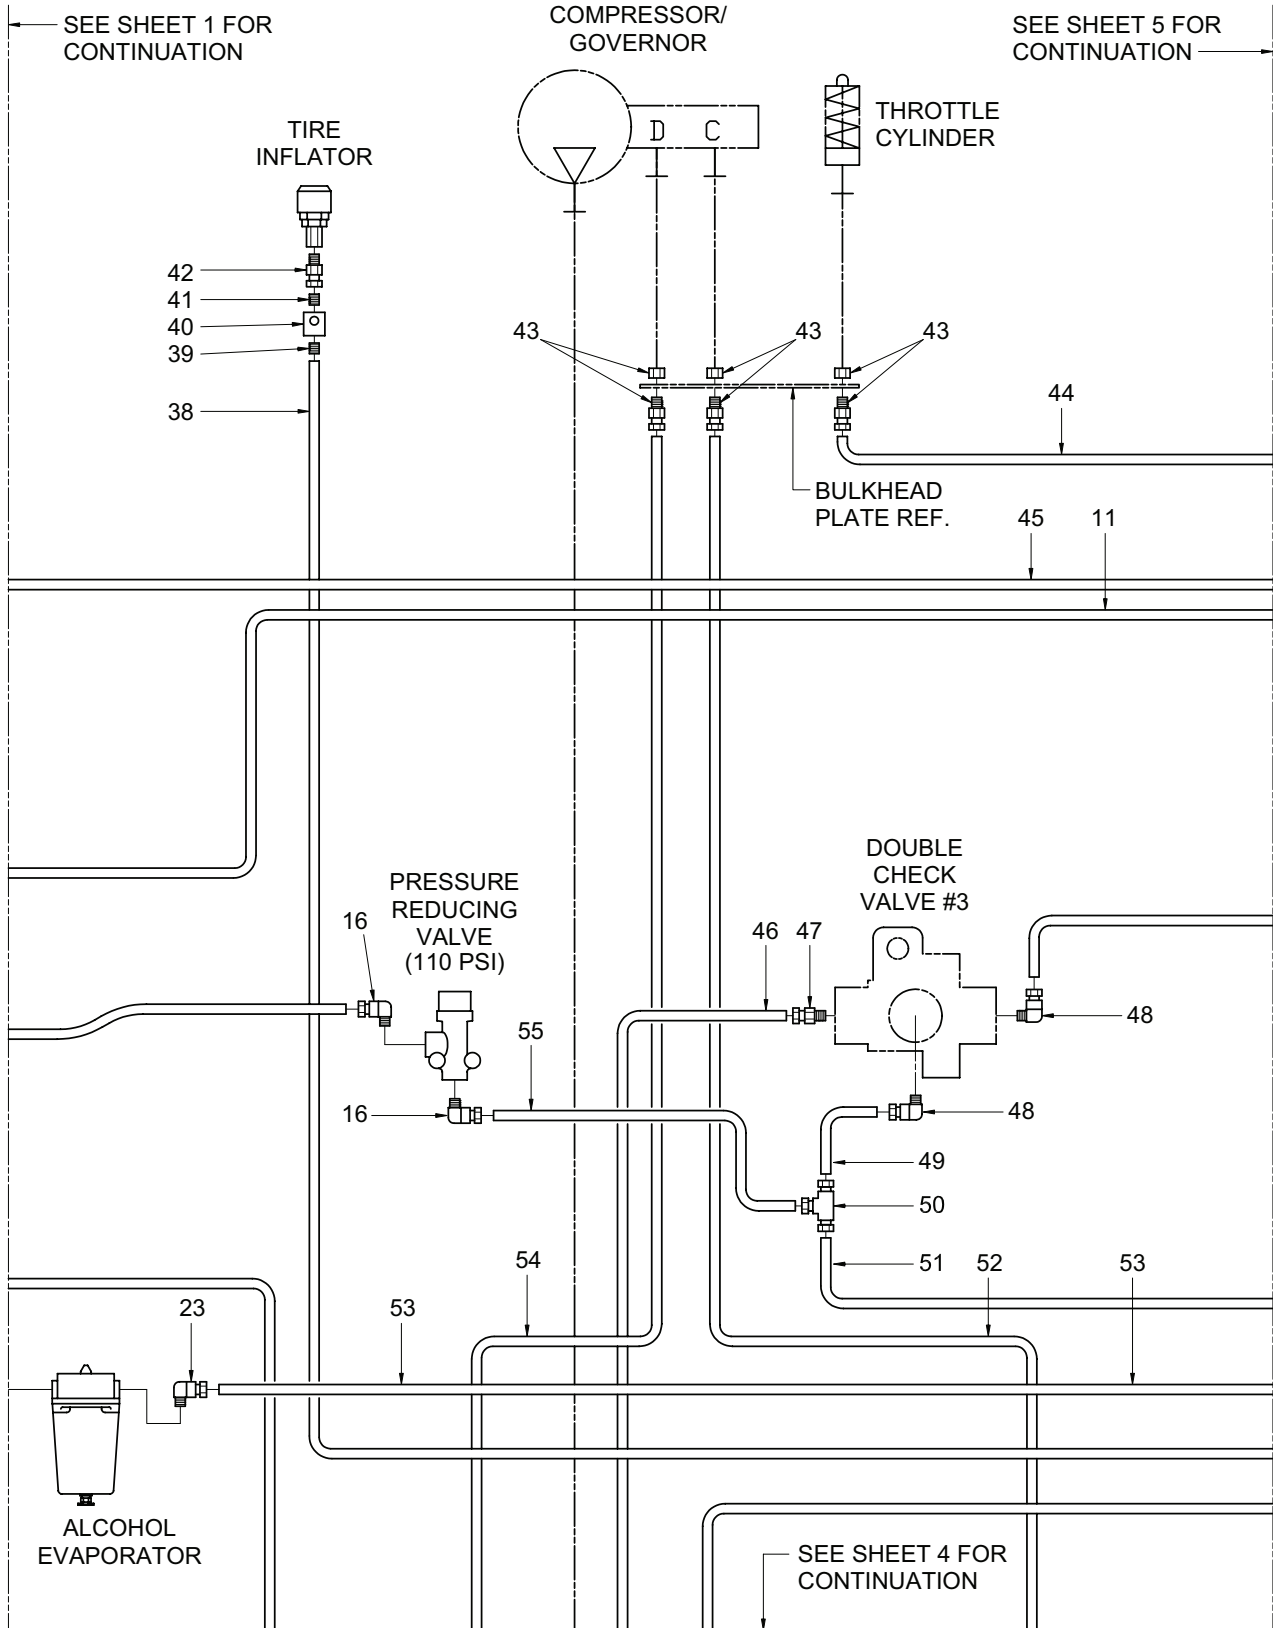 SEE SHEET 1 FOR
CONTINUATION
COMPRESSOR/
GOVERNOR
SEE SHEET 5 FOR
CONTINUATION
TIRE
INFLATOR
D
C
THROTTLE
CYLINDER
42
41
40
39
38
43
43
43
44
BULKHEAD
PLATE REF.
45
11
DOUBLE
CHECK
VALVE #3
PRESSURE
REDUCING
VALVE
(110 PSI)
16
46
47
48
55
16
48
49
50
51
54
52
53
23
53
ALCOHOL
EVAPORATOR
SEE SHEET 4 FOR
CONTINUATION